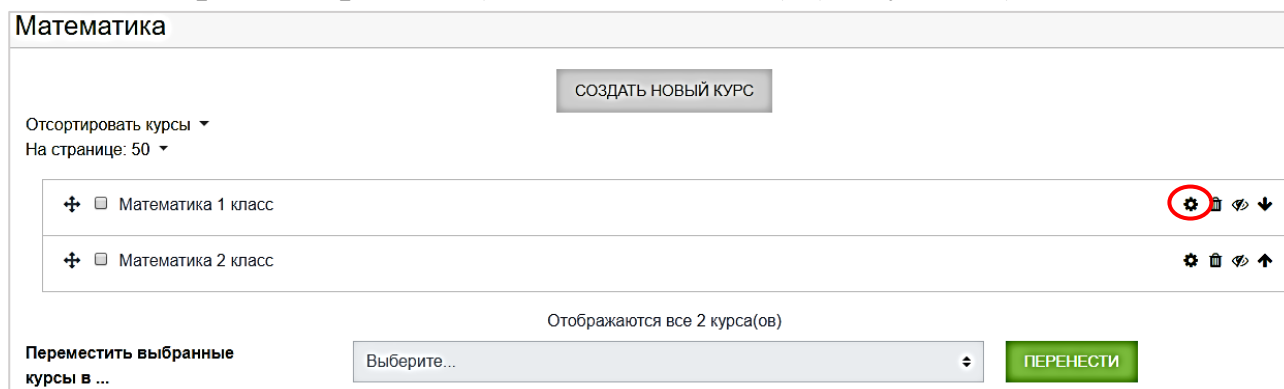 Математика
СОЗДАТЬ НОВЫЙ КУРС
Отсортировать курсы
На странице: 50
Математика 1 класс
Математика 2 класс
Отображаются все 2 курса(ов)
Переместить выбранные
курсы в ...
Выберите...
ПЕРЕНЕСТИ